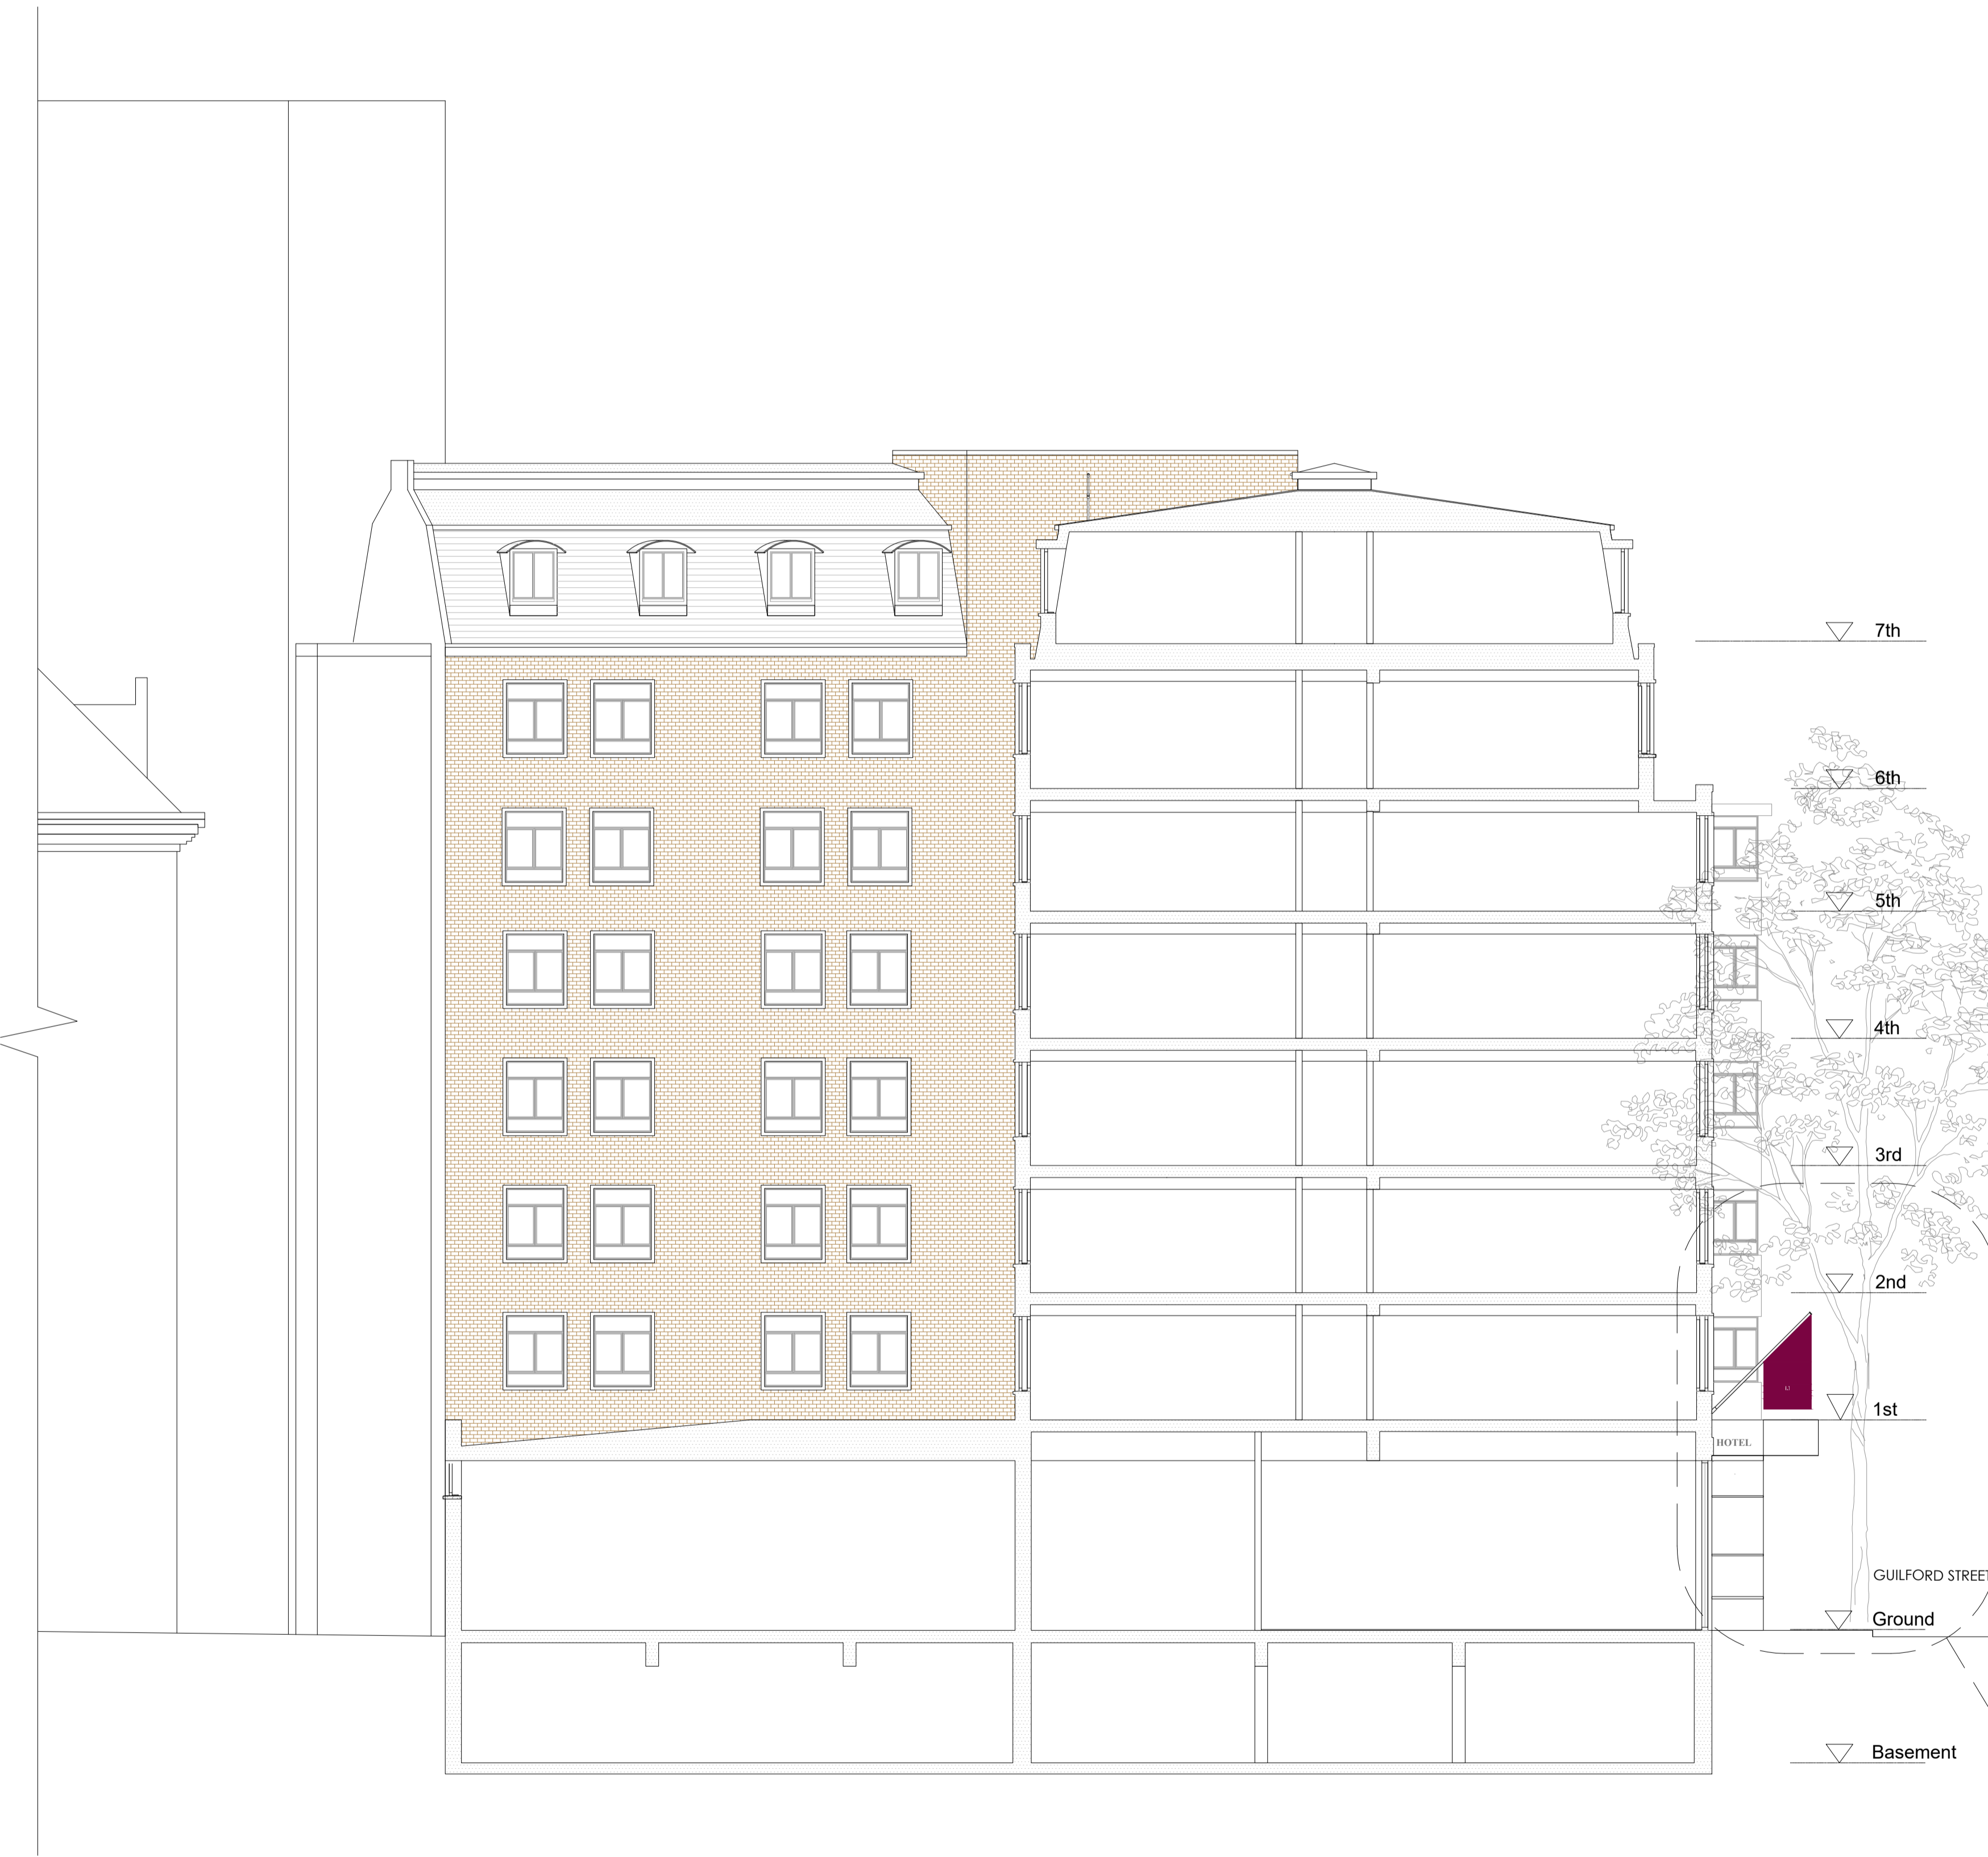 7th
6th
5th
4th
3rd
2nd
1st
HOTEL
GUILFORD STREET
Ground
Basement